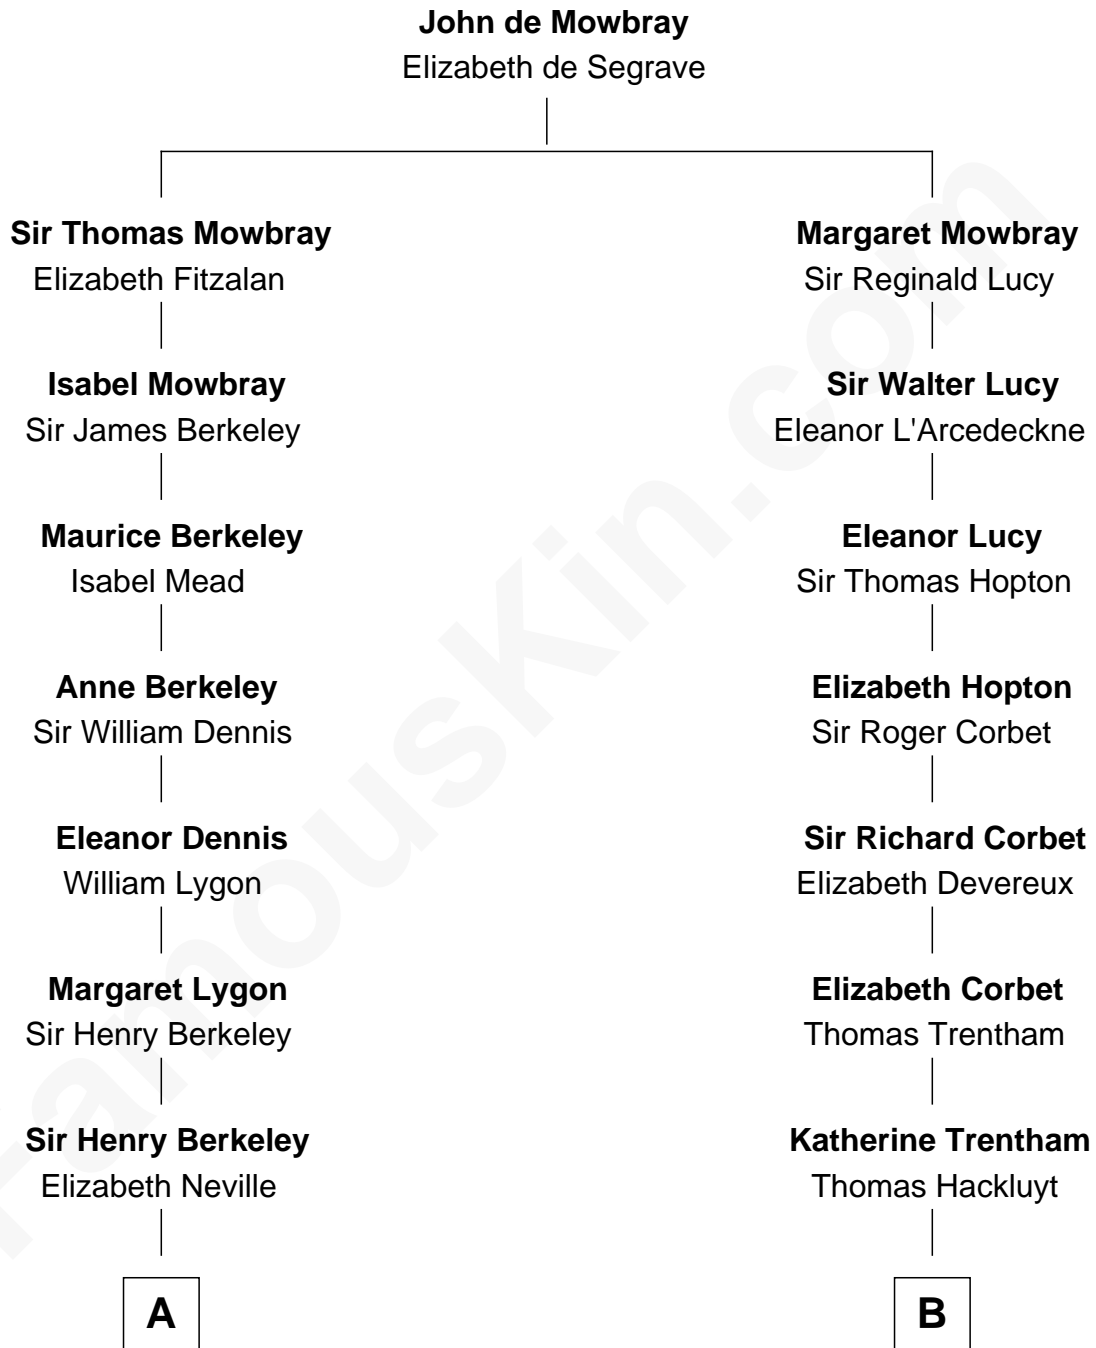 John de Mowbray
Elizabeth de Segrave
Sir Thomas Mowbray
Elizabeth Fitzalan
Margaret Mowbray
Sir Reginald Lucy
Isabel Mowbray
Sir James Berkeley
Sir Walter Lucy
Eleanor L'Arcedeckne
Maurice Berkeley
Isabel Mead
Eleanor Lucy
Sir Thomas Hopton
Anne Berkeley
Sir William Dennis
Elizabeth Hopton
Sir Roger Corbet
Eleanor Dennis
William Lygon
Sir Richard Corbet
Elizabeth Devereux
Margaret Lygon
Sir Henry Berkeley
Elizabeth Corbet
Thomas Trentham
Sir Henry Berkeley
Elizabeth Neville
Katherine Trentham
Thomas Hackluyt
A
B
FamousKin.com